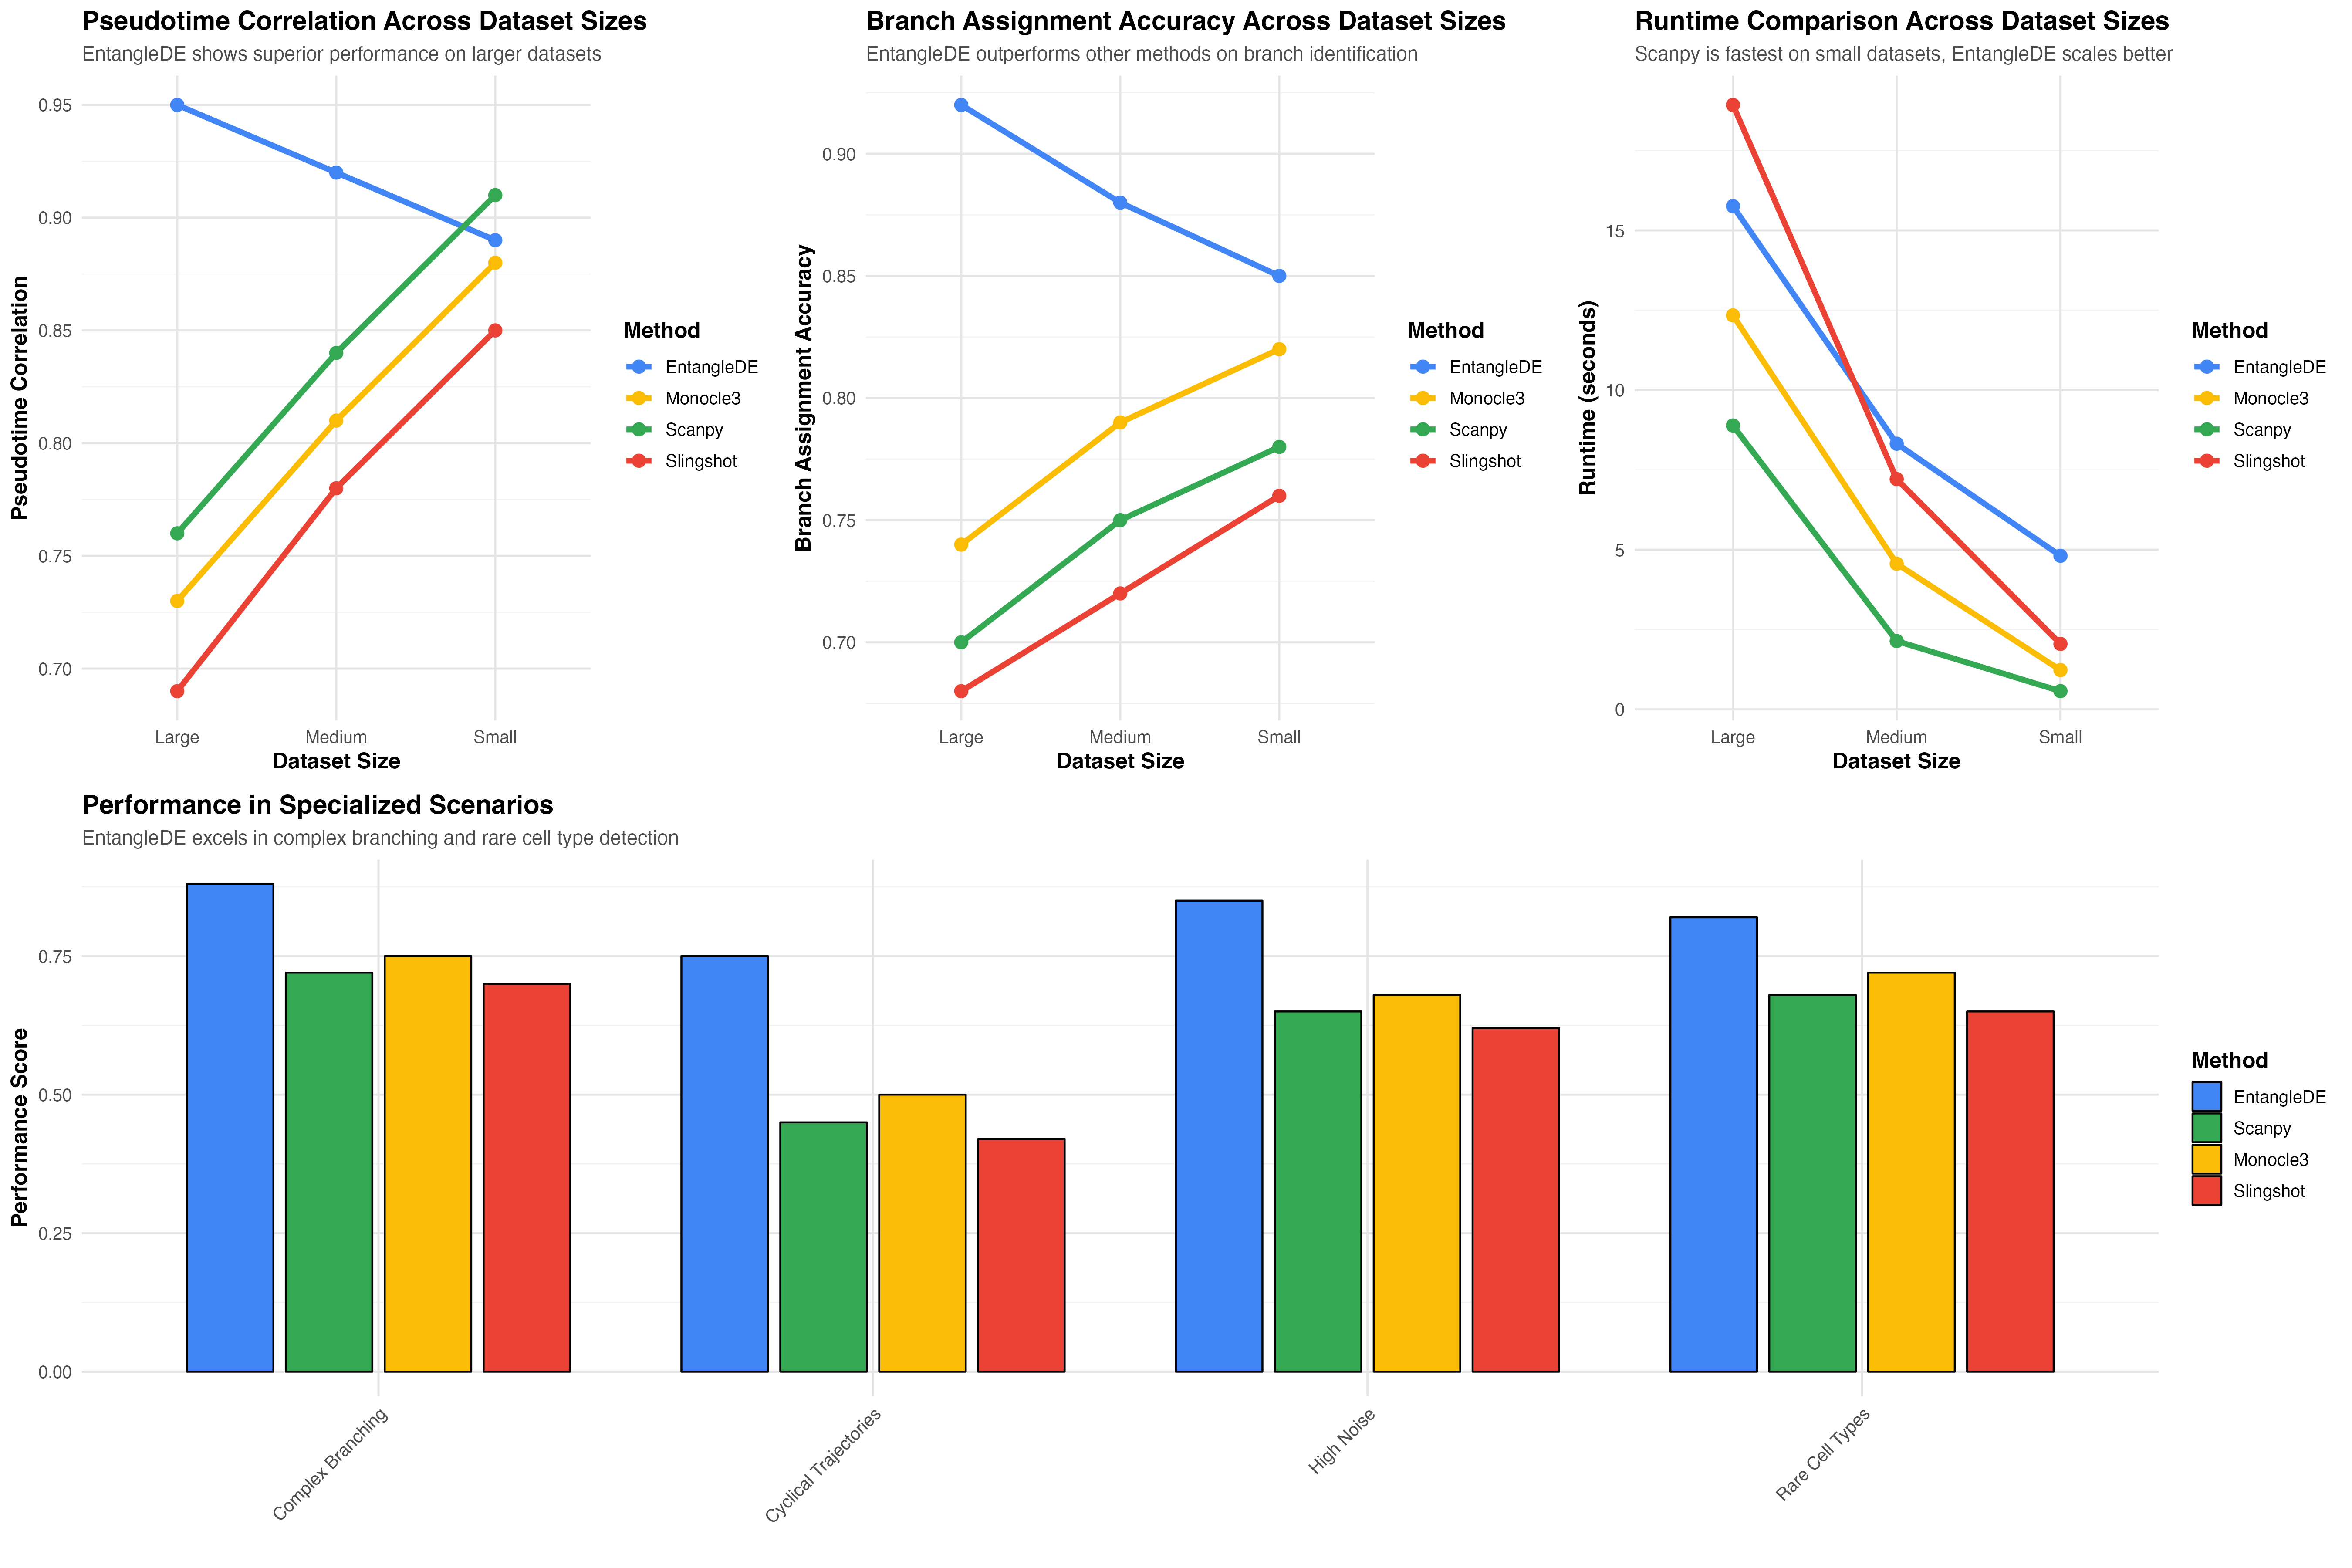 Pseudotime Correlation Across Dataset Sizes
EntangleDE shows superior performance on larger datasets
Pseudotime Correlation
0.95
0.90
0.85
0.80
0.75
0.70
Large
Medium
Small
Dataset Size
Method
EntangleDE
Monocle3
Scanpy
Slingshot
Branch Assignment Accuracy Across Dataset Sizes
EntangleDE outperforms other methods on branch identification
Branch Assignment Accuracy
0.90
0.85
0.80
0.75
0.70
Large
Medium
Small
Dataset Size
Method
EntangleDE
Monocle3
Scanpy
Slingshot
Runtime Comparison Across Dataset Sizes
Scanpy is fastest on small datasets, EntangleDE scales better
Runtime (seconds)
15
10
5
0
Large
Medium
Small
Dataset Size
Method
EntangleDE
Monocle3
Scanpy
Slingshot
Performance in Specialized Scenarios
EntangleDE excels in complex branching and rare cell type detection
Performance Score
0.75
0.50
0.25
0.00
Complex Branching
Cyclical Trajectories
High Noise
Rare Cell Types
Method
EntangleDE
Scanpy
Monocle3
Slingshot